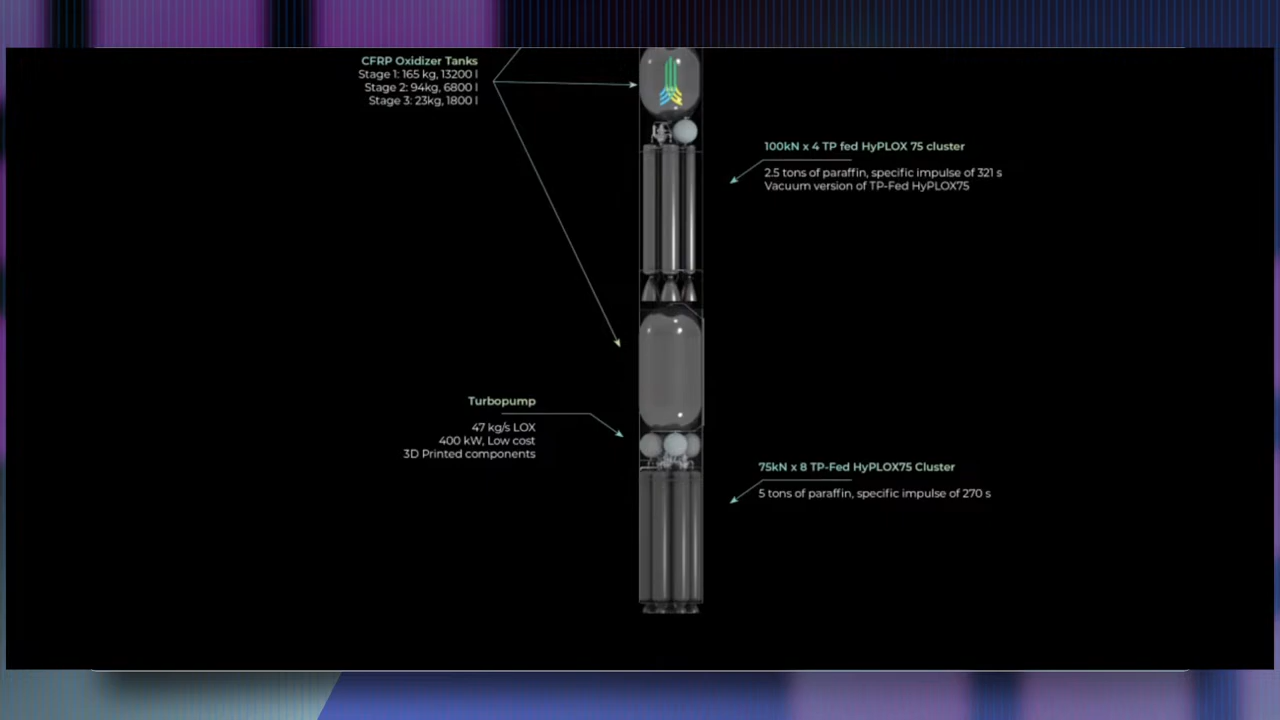 CFRP Oxidizer Tanks
Stage 1: 165 kg, 13200 l
Stage 2: 94kg, 6800 l
Stage 3: 23kg, 1800 l
100kN x 4 TP fed HyPLOX 75 cluster
2.5 tons of paraffin, specific impulse of 321 s
Vacuum version of TP-Fed HyPLOX75
Turbopump
47 kg/s LOX
400 kW, Low cost
3D Printed components
75kN x 8 TP-Fed HyPLOX75 Cluster
5 tons of paraffin, specific impulse of 270 s